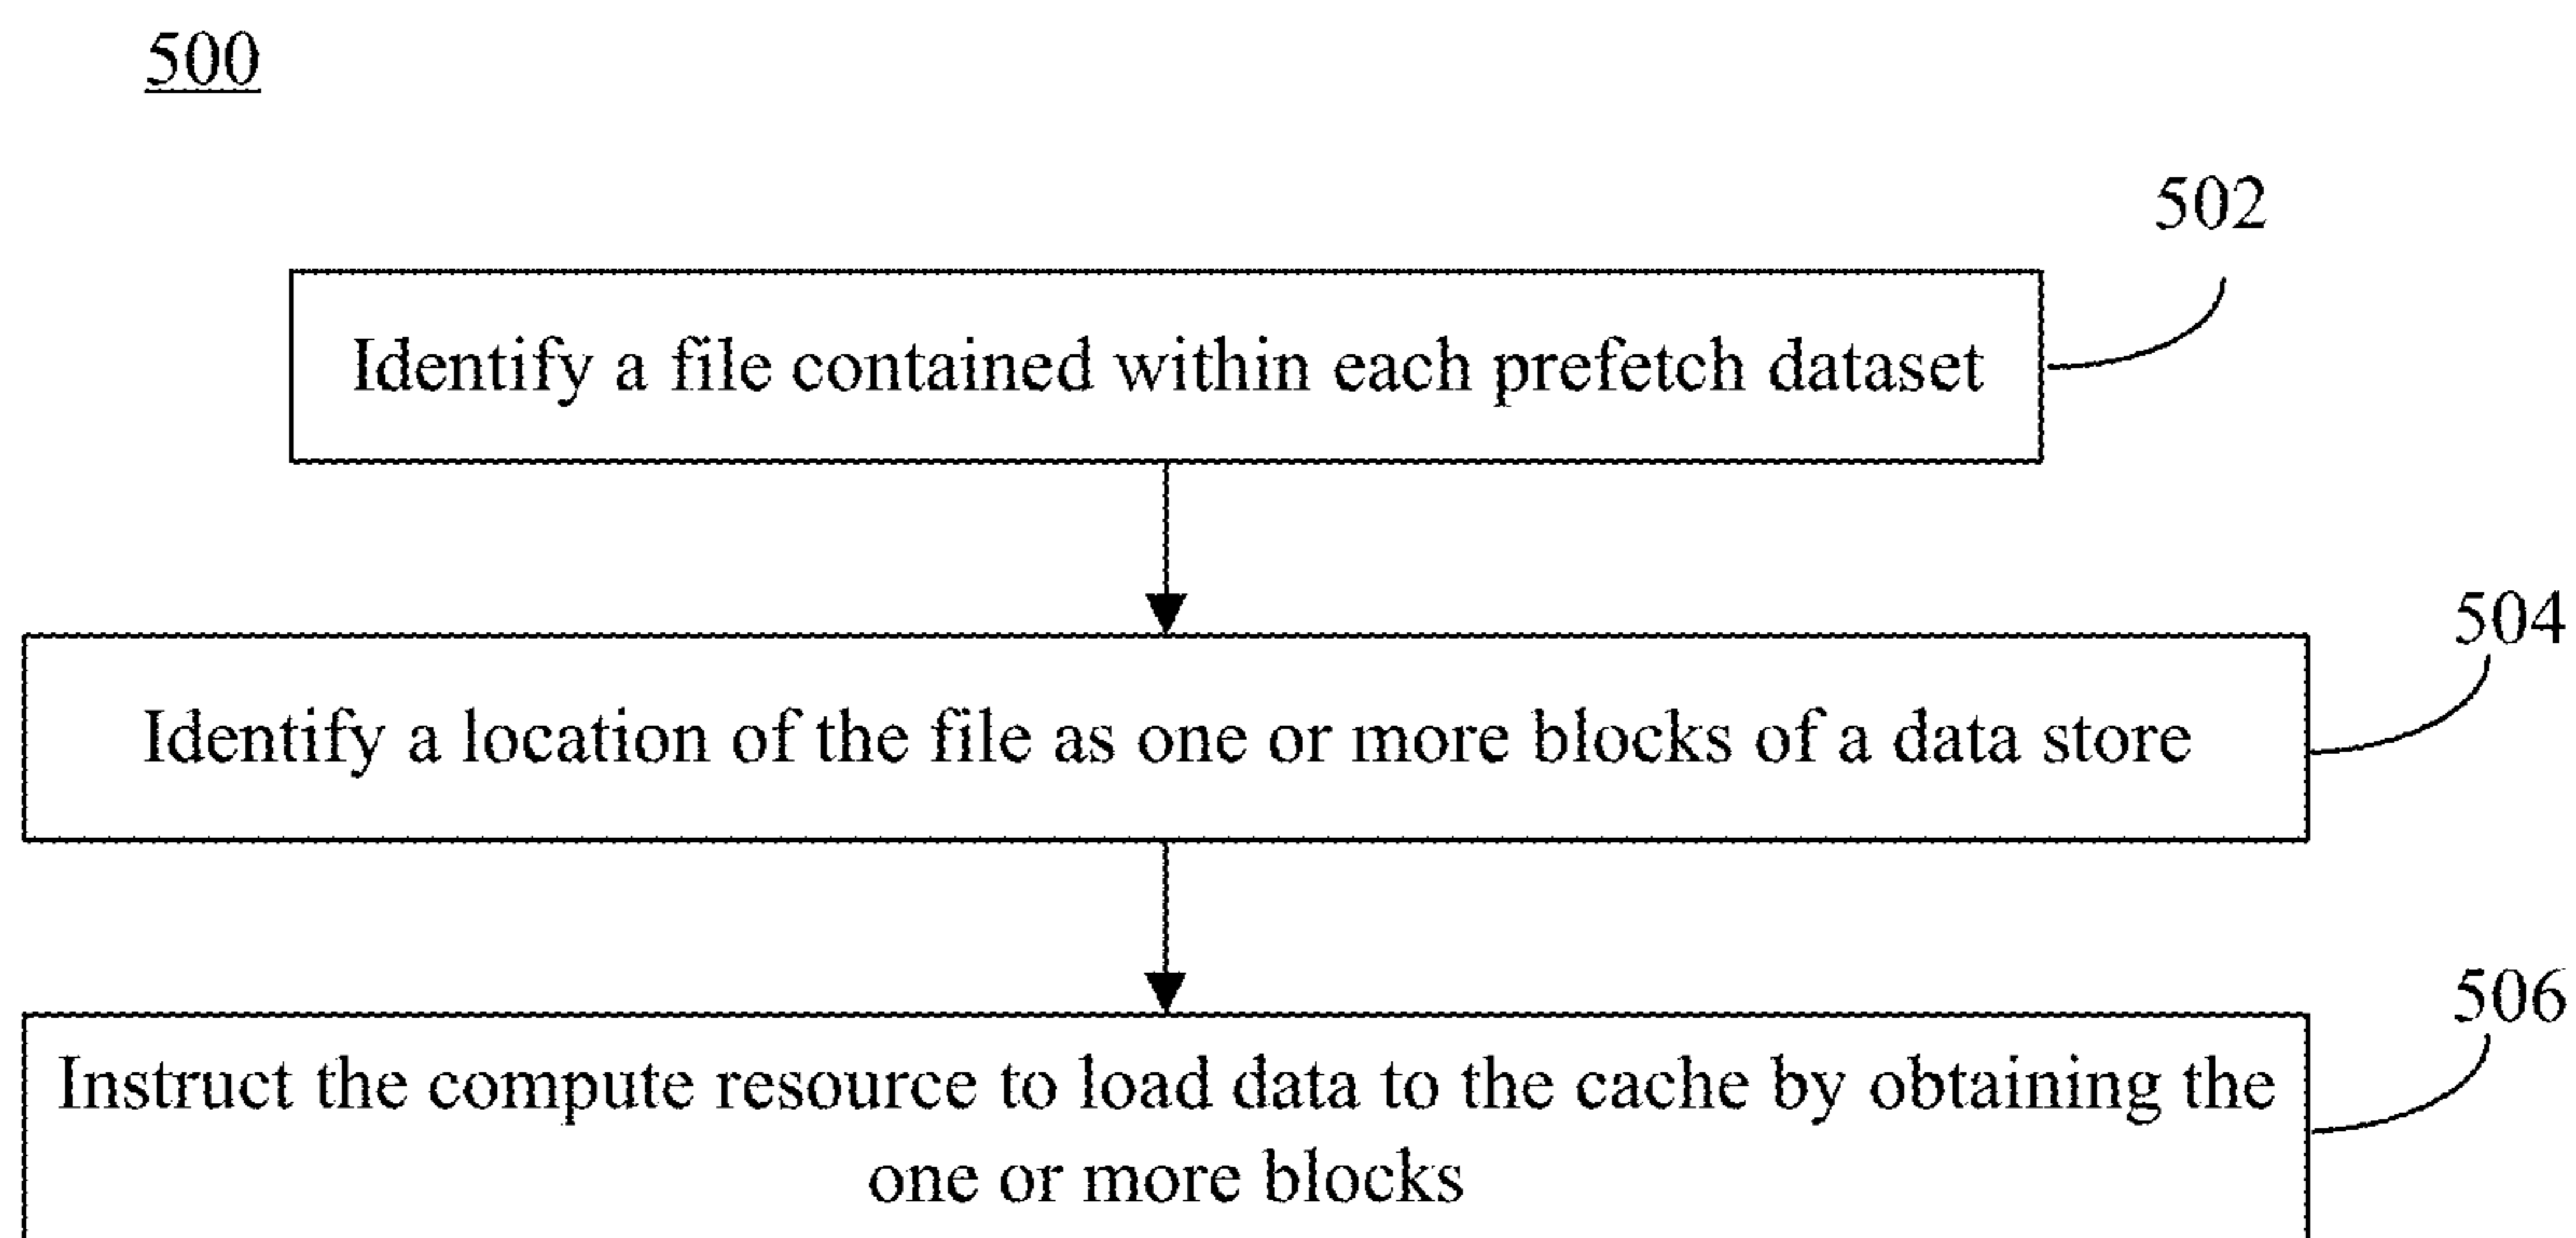 500
502
Identify a file contained within each prefetch dataset
504
Identify a location of the file as one or more blocks of a data store
506
Instruct the compute resource to load data to the cache by obtaining the
one or more blocks